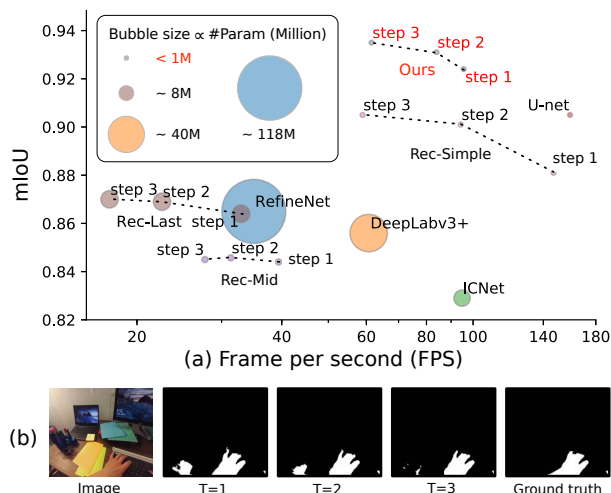 0.94
0.92
0.90
0.88
0.86
0.84
0.82
mIoU
Bubble size ∝ #Param (Million)
< 1M
~ 8M
~ 40M
~ 118M
step 3
step 2
step 1
Ours
step 3
step 2
step 1
Rec-Simple
U-net
step 3
step 2
step 1
Rec-Last
RefineNet
DeepLabv3+
step 3
step 2
step 1
Rec-Mid
ICNet
20
40
60
80
100
140
180
(a) Frame per second (FPS)
(b)
Image
T=1
T=2
T=3
Ground truth